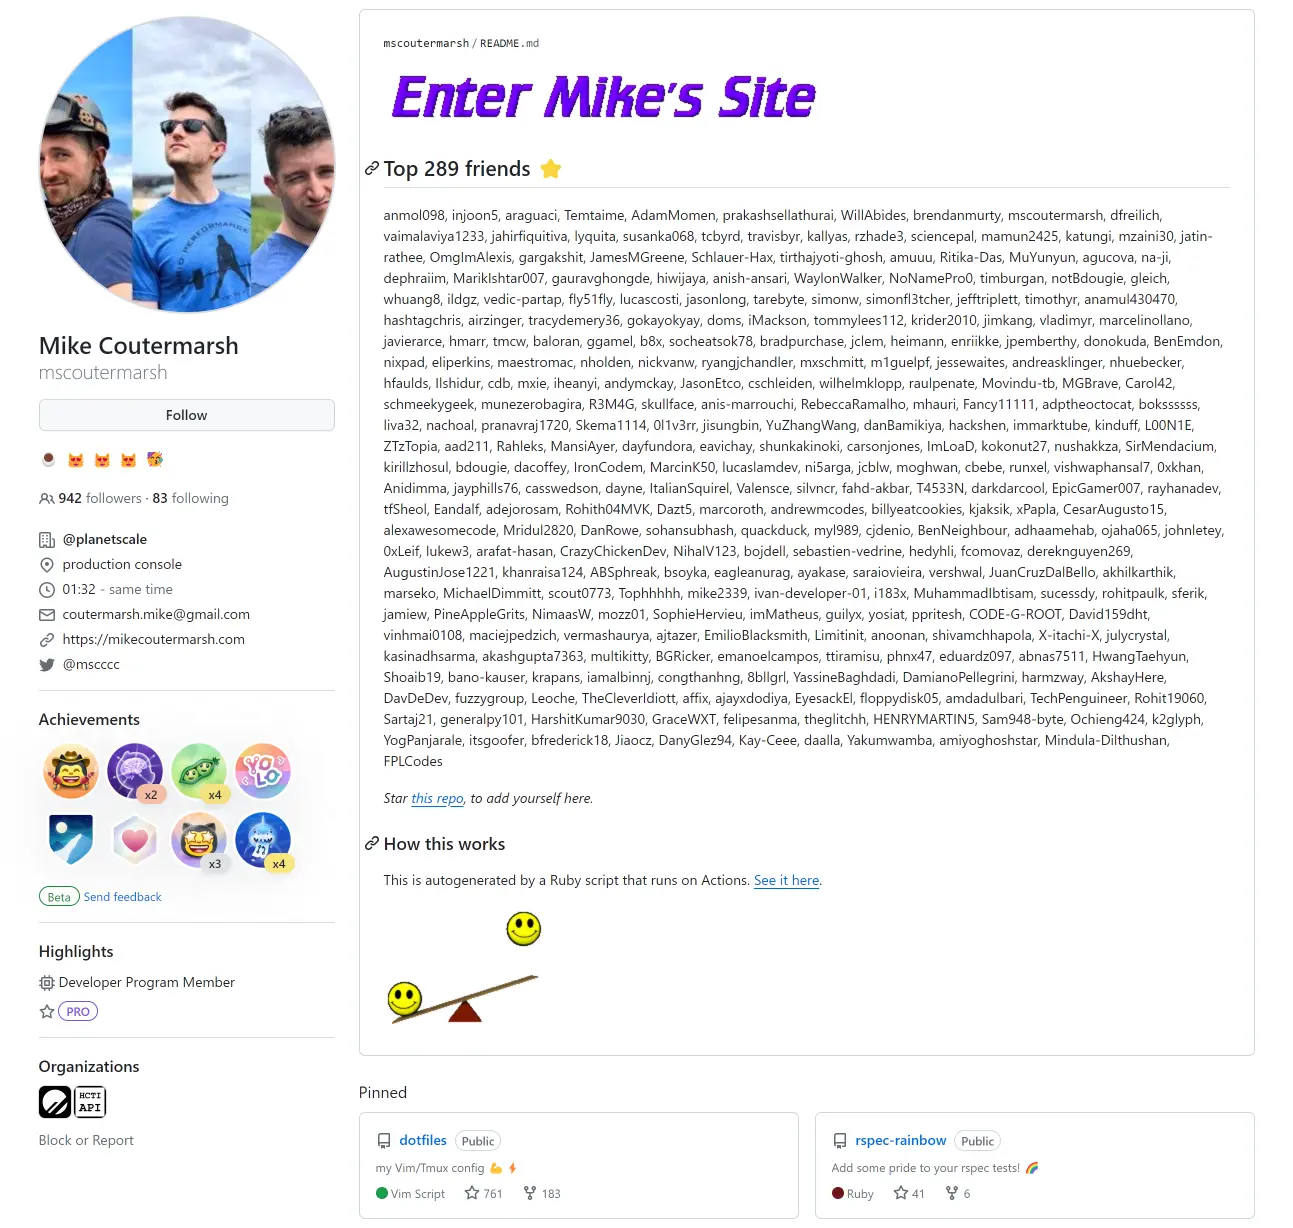 Mike Coutermarsh
mscoutermarsh
Follow
942 followers · 83 following
@planetscale
production console
01:32 - same time
coutermarsh.mike@gmail.com
https://mikecoutermarsh.com
@mscccc
Achievements
x2
x4
YOLO
x3
x4
Beta Send feedback
Highlights
Developer Program Member
PRO
Organizations
HCTI
API
Block or Report
mscoutermarsh / README.md
Enter Mike's Site
Top 289 friends
anmol098, injoon5, araguaci, Temtaime, AdamMomen, prakashsellathurai, WillAbides, brendanmurty, mscoutermarsh, dfreilich,
vaimalaviya1233, jahirfiquitiva, lyquita, susanka068, tcbyrd, travisbyr, kallyas, rzhade3, sciencepal, mamun2425, katungi, mzaini30, jatin-
rathee, OmgImAlexis, gargakshit, JamesMGreene, Schlauer-Hax, tirthajyoti-ghosh, amuuu, Ritika-Das, MuYunyun, agucova, na-ji,
dephraiim, MarikIshtar007, gauravghongde, hiwijaya, anish-ansari, WaylonWalker, NoNamePro0, timburgan, notBdougie, gleich,
whuang8, ildgz, vedic-partap, fly51fly, lucascosti, jasonlong, tarebyte, simonw, simonfl3tcher, jefftriplett, timothyr, anamul430470,
hashtagchris, airzinger, tracydemery36, gokayokyay, doms, iMackson, tommylees112, krider2010, jimkang, vladimyr, marcelinollano,
javierarce, hmarr, tmcw, baloran, ggamel, b8x, socheatsok78, bradpurchase, jclem, heimann, enriikke, jpemberthy, donokuda, BenEmdon,
nixpad, eliperkins, maestromac, nholden, nickvanw, ryangjchandler, mxschmitt, m1guelpf, jessewaites, andreasklinger, nhuebecker,
hfaulds, Ilshidur, cdb, mxie, iheanyi, andymckay, JasonEtco, cschleiden, wilhelmklopp, raulpenate, Movindu-tb, MGBrave, Carol42,
schmeekygeek, munezerobagira, R3M4G, skullface, anis-marrouchi, RebeccaRamalho, mhauri, Fancy11111, adptheoctocat, bokssssss,
liva32, nachoal, pranavraj1720, Skema1114, 0l1v3rr, jisungbin, YuZhangWang, danBamikiya, hackshen, immarktube, kinduff, L00N1E,
ZTzTopia, aad211, Rahleks, MansiAyer, dayfundora, eavichay, shunkakinoki, carsonjones, ImLoaD, kokonut27, nushakkza, SirMendacium,
kirillzhosul, bdougie, dacoffey, IronCodem, MarcinK50, lucaslamdev, ni5arga, jcblw, moghwan, cbebe, runxel, vishwaphansal7, 0xkhan,
Anidimma, jayphills76, casswedson, dayne, ItalianSquirel, Valensce, silvncr, fahd-akbar, T4533N, darkdarcool, EpicGamer007, rayhanadev,
tfSheol, Eandalf, adejorosam, Rohith04MVK, Dazt5, marcoroth, andrewmcodes, billyeatcookies, kjaksik, xPapla, CesarAugusto15,
alexawesomecode, Mridul2820, DanRowe, sohansubhash, quackduck, myl989, cjdenio, BenNeighbour, adhaamehab, ojaha065, johnletey,
0xLeif, lukew3, arafat-hasan, CrazyChickenDev, NihalV123, bojdell, sebastien-vedrine, hedyhli, fcomovaz, dereknguyen269,
AugustinJose1221, khanraisa124, ABSphreak, bsoyka, eagleanurag, ayakase, saraiovieira, vershwal, JuanCruzDalBello, akhilkarthik,
marseko, MichaelDimmitt, scout0773, Tophhhhh, mike2339, ivan-developer-01, i183x, MuhammadIbtisam, sucessdy, rohitpaulk, sferik,
jamiew, PineAppleGrits, NimaasW, mozz01, SophieHervieu, imMatheus, guilyx, yosiat, ppritesh, CODE-G-ROOT, David159dht,
vinhmai0108, maciejpedzich, vermashaurya, ajtazer, EmilioBlacksmith, Limitinit, anoonan, shivamchhapola, X-itachi-X, julycrystal,
kasinadhsarma, akashgupta7363, multikitty, BGRicker, emanoelcampos, ttiramisu, phnx47, eduardz097, abnas7511, HwangTaehyun,
Shoaib19, bano-kauser, krapans, iamalbinnj, congthanhng, 8bllgrl, YassineBaghdadi, DamianoPellegrini, harmzway, AkshayHere,
DavDeDev, fuzzygroup, Leoche, TheCleverIdiott, affix, ajayxdodiya, EyesackEl, floppydisk05, amdadulbari, TechPenguineer, Rohit19060,
Sartaj21, generalpy101, HarshitKumar9030, GraceWXT, felipesanma, theglitchh, HENRYMARTIN5, Sam948-byte, Ochieng424, k2glyph,
YogPanjarale, itsgoofer, bfrederick18, Jiaocz, DanyGlez94, Kay-Ceee, daalla, Yakumwamba, amiyoghoshstar, Mindula-Dilthushan,
FPLCodes
Star this repo, to add yourself here.
How this works
This is autogenerated by a Ruby script that runs on Actions. See it here.
Pinned
dotfiles Public
my Vim/Tmux config 💪⚡
Vim Script 761 183
rspec-rainbow Public
Add some pride to your rspec tests! 🌈
Ruby 41 6